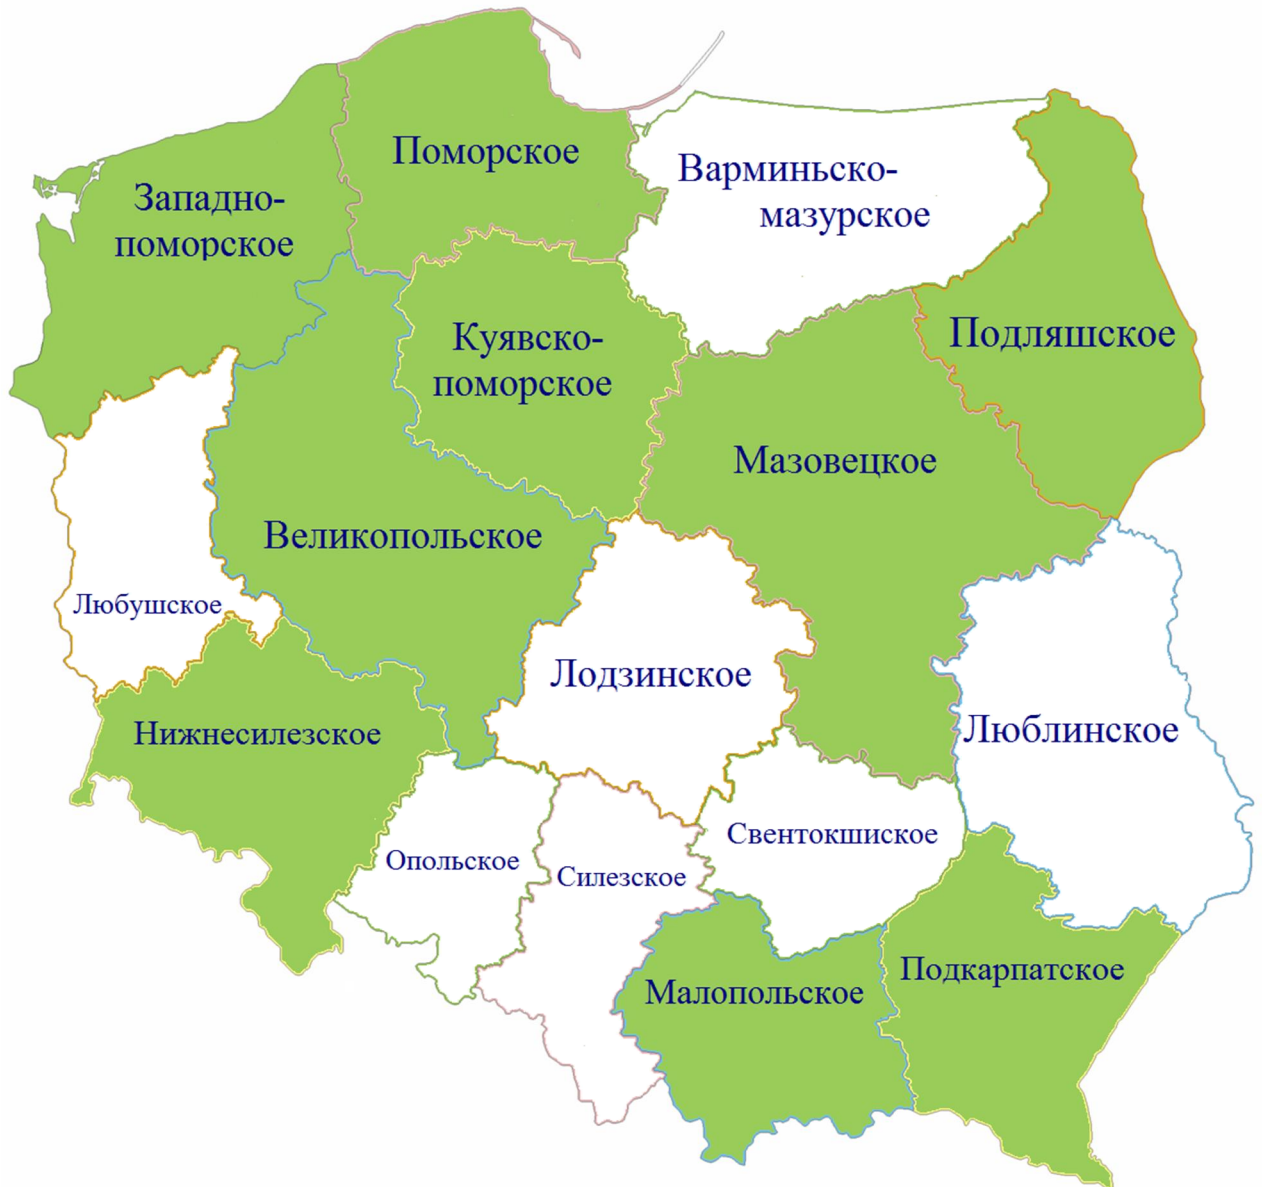 Поморское
Варминьско-
мазурское
Западно-
поморское
Подляшское
Куявско-
поморское
Мазовецкое
Великопольское
Любушское
Лодзинское
Люблинское
Нижнесилезское
Свентокшиское
Опольское
Силезское
Подкарпатское
Малопольское